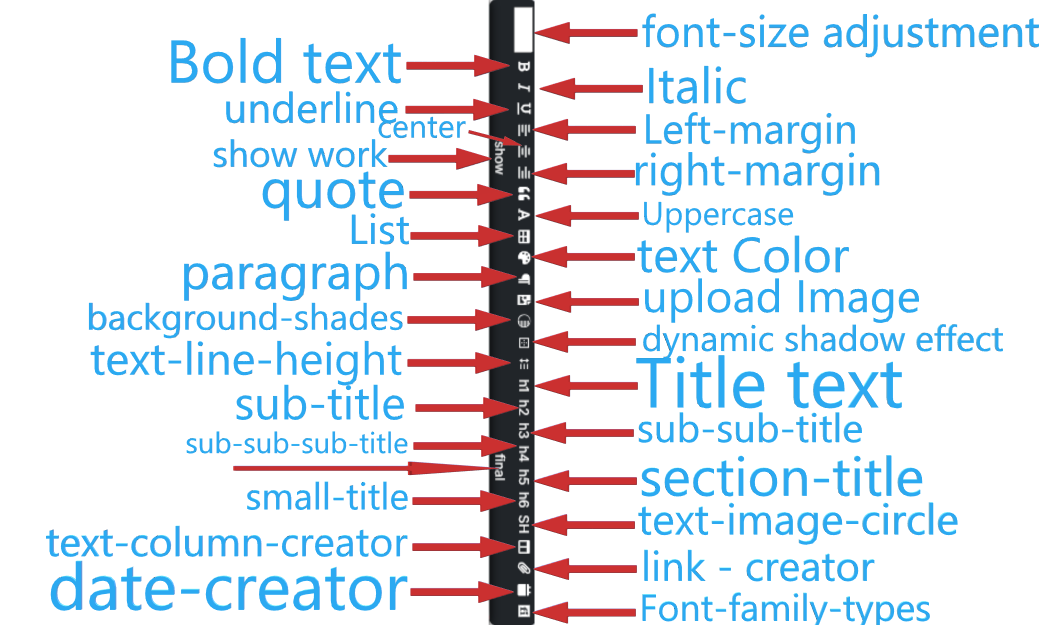 font-size adjustment
Bold text
B
Italic
I
underline
U
center
Left-margin
show work
show
right-margin
quote
Uppercase
A
List
text Color
paragraph
upload Image
background-shades
dynamic shadow effect
text-line-height
Title text
h1
sub-title
h2
sub-sub-title
h3
sub-sub-sub-title
h4
final
section-title
h5
small-title
h6
text-image-circle
SH
text-column-creator
link - creator
date-creator
Font-family-types